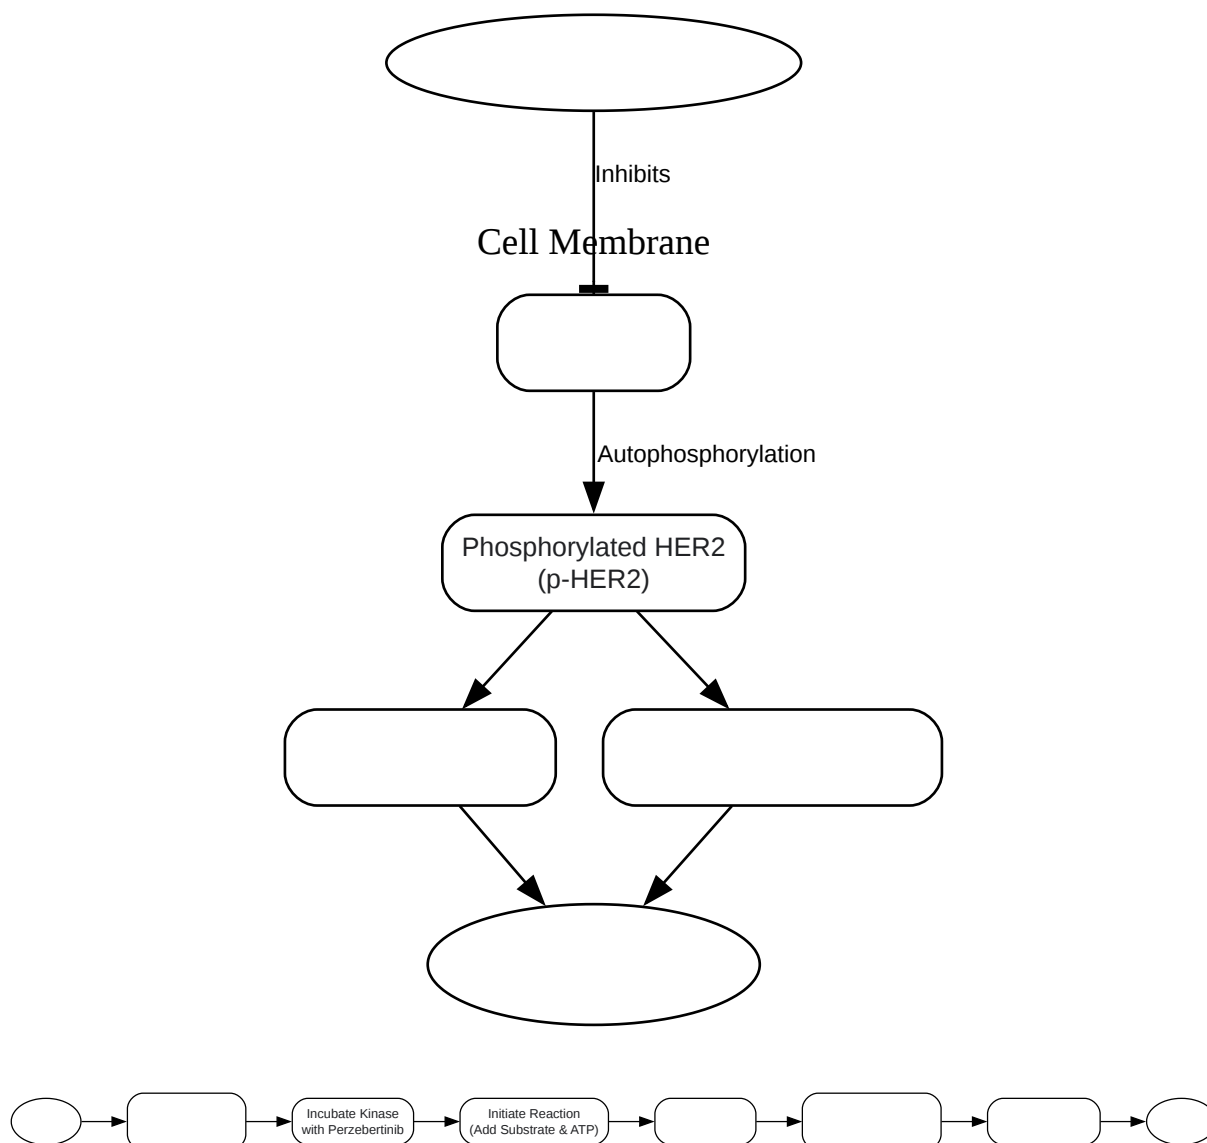 Inhibits
Cell Membrane
Autophosphorylation
Phosphorylated HER2
(p-HER2)
Incubate Kinase
with Perzebertinib
Initiate Reaction
(Add Substrate & ATP)